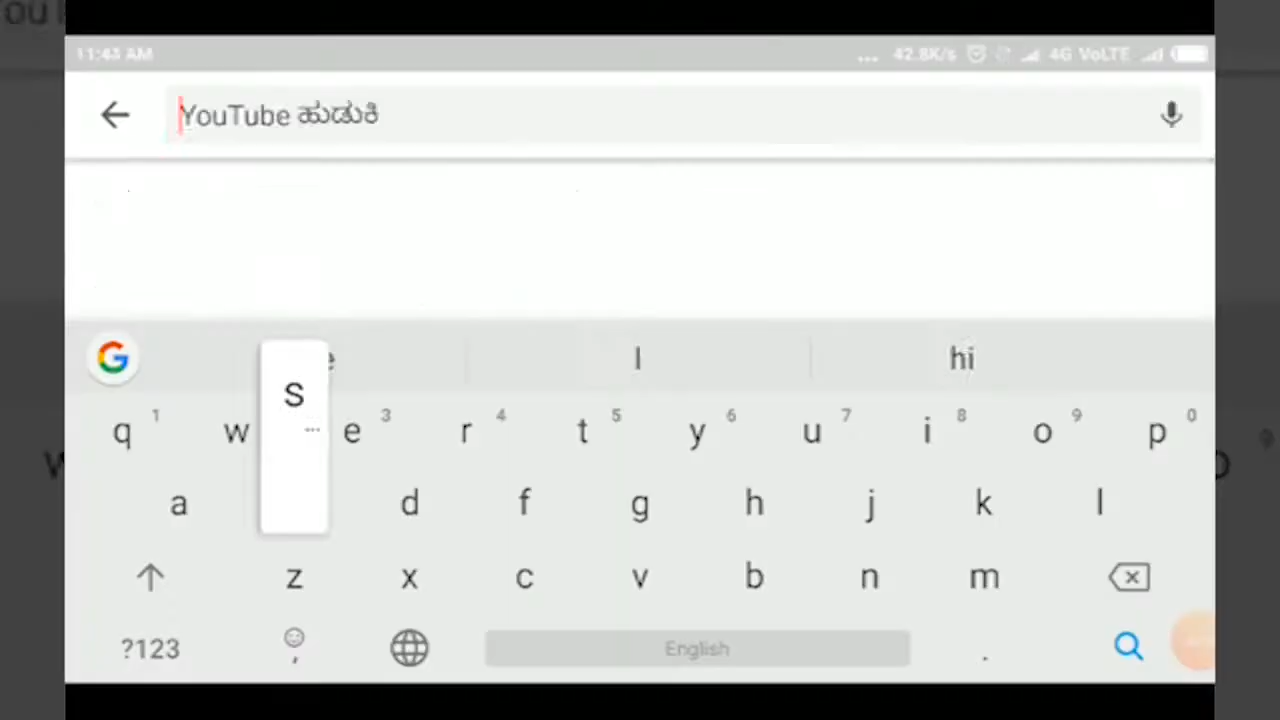 11:43 AM ... 42.8K/s 4G VoLTE
YouTube ಹುಡುಕಿ
I hi
q 1 w e 3 r 4 t 5 y 6 u 7 i 8 o 9 p 0
s
a d f g h j k l
z x c v b n m
?123 , English .